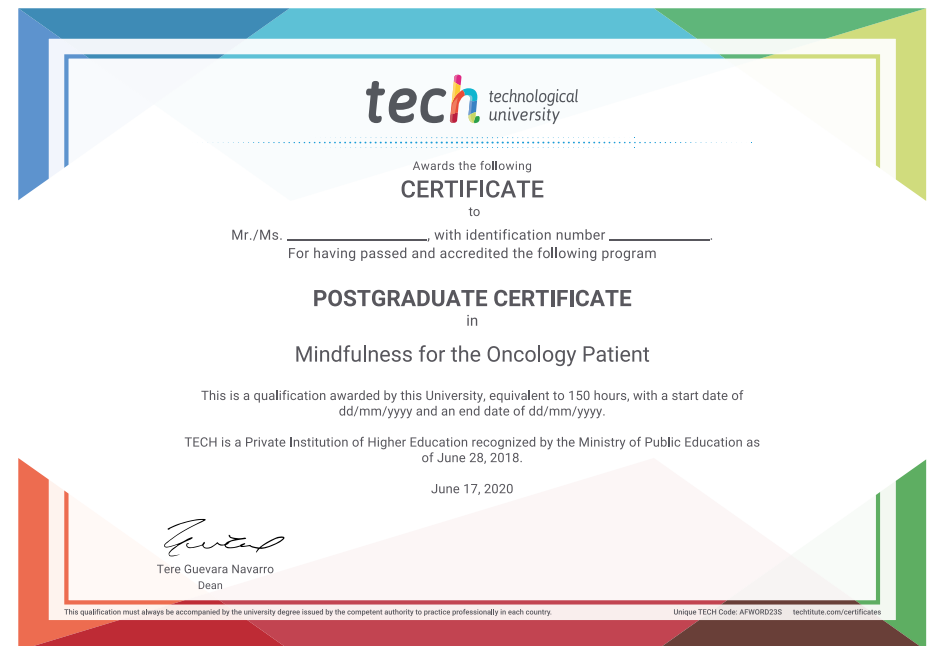 tech technological
university
Awards the following
CERTIFICATE
to
Mr./Ms. ____________________, with identification number ______________.
For having passed and accredited the following program
POSTGRADUATE CERTIFICATE
in
Mindfulness for the Oncology Patient
This is a qualification awarded by this University, equivalent to 150 hours, with a start date of
dd/mm/yyyy and an end date of dd/mm/yyyy.
TECH is a Private Institution of Higher Education recognized by the Ministry of Public Education as
of June 28, 2018.
June 17, 2020
Tere Guevara Navarro
Dean
This qualification must always be accompanied by the university degree issued by the competent authority to practice professionally in each country.
Unique TECH Code: AFWORD23S techtitute.com/certificates